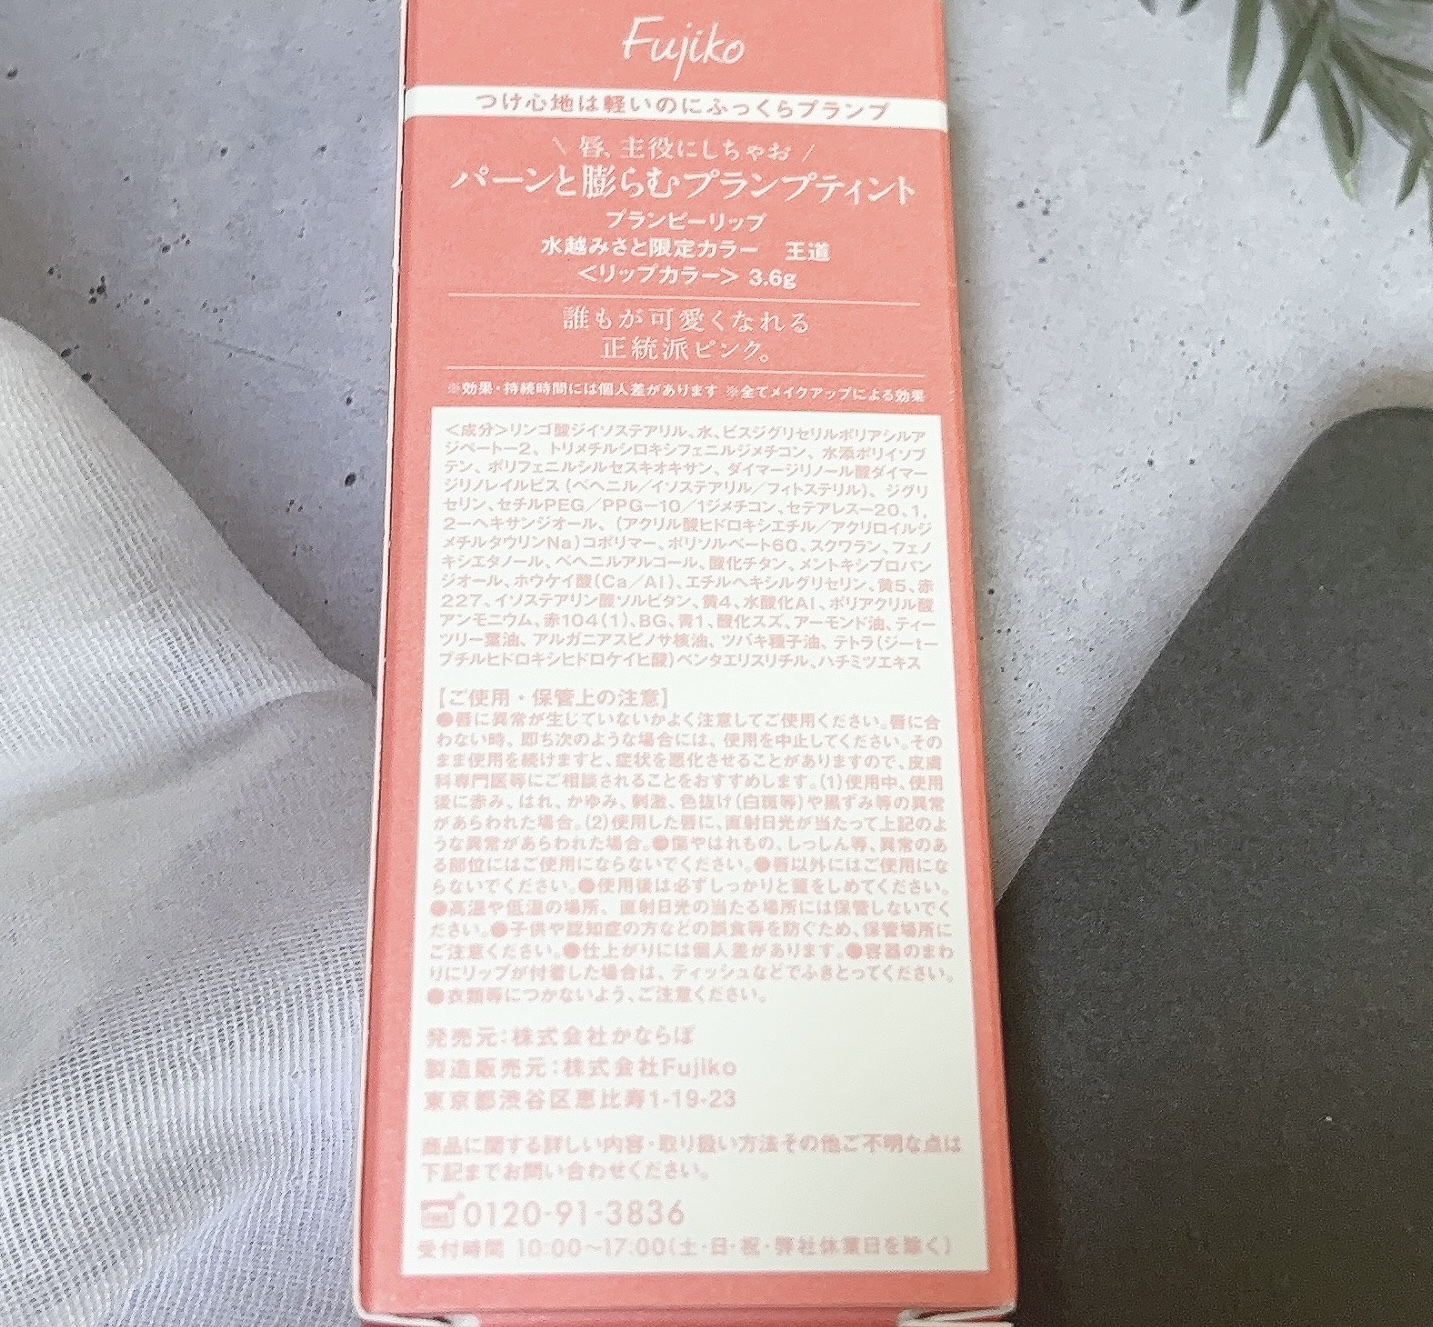 Fujiko
つけ心地は軽いのにふっくらプランプ
\ 唇、主役にしちゃお /
パーンと膨らむプランプティント
プランピーリップ
水越みさと限定カラー 王道
<リップカラー> 3.6g
誰もが可愛くなれる
正統派ピンク。
※効果・持続時間には個人差があります ※全てメイクアップによる効果
<成分>リンゴ酸ジイソステアリル、水、ビスジグリセリルポリアシルア
ジペート-2、トリメチルシロキシフェニルジメチコン、水添ポリイソブ
テン、ポリフェニルシルセスキオキサン、ダイマージリノール酸ダイマー
ジリノレイルビス(ベヘニル/イソステアリル/フィトステリル)、ジグリ
セリン、セチルPEG/PPG-10/1ジメチコン、セテアレス-20、1,
2-ヘキサンジオール、(アクリル酸ヒドロキシエチル/アクリロイルジ
メチルタウリンNa)コポリマー、ポリソルベート60、スクワラン、フェノ
キシエタノール、ベヘニルアルコール、酸化チタン、メントキシプロパン
ジオール、ホウケイ酸(Ca/Al)、エチルヘキシルグリセリン、黄5、赤
227、イソステアリン酸ソルビタン、黄4、水酸化Al、ポリアクリル酸
アンモニウム、赤104(1)、BG、青1、酸化スズ、アーモンド油、ティー
ツリー葉油、アルガニアスピノサ核油、ツバキ種子油、テトラ(ジ-t-
ブチルヒドロキシヒドロケイヒ酸)ペンタエリスリチル、ハチミツエキス
【ご使用・保管上の注意】
●唇に異常が生じていないかよく注意してご使用ください。唇に合
わない時、即ち次のような場合には、使用を中止してください。その
まま使用を続けますと、症状を悪化させることがありますので、皮膚
科専門医等にご相談されることをおすすめします。(1)使用中、使用
後に赤み、はれ、かゆみ、刺激、色抜け(白斑等)や黒ずみ等の異常
があらわれた場合。(2)使用した唇に、直射日光が当たって上記のよ
うな異常があらわれた場合。●傷やはれもの、しっしん等、異常のあ
る部位にはご使用にならないでください。●唇以外にはご使用にな
らないでください。●使用後は必ずしっかりと蓋をしめてください。
●高温や低温の場所、直射日光の当たる場所には保管しないでく
ださい。●子供や認知症の方などの誤食等を防ぐため、保管場所に
ご注意ください。●仕上がりには個人差があります。●容器のまわ
りにリップが付着した場合は、ティッシュなどでふきとってください。
●衣類等につかないよう、ご注意ください。
発売元:株式会社かならぼ
製造販売元:株式会社Fujiko
東京都渋谷区恵比寿1-19-23
商品に関する詳しい内容・取り扱い方法その他ご不明な点は
下記までお問い合わせください。
0120-91-3836
受付時間 10:00~17:00(土・日・祝・弊社休業日を除く)